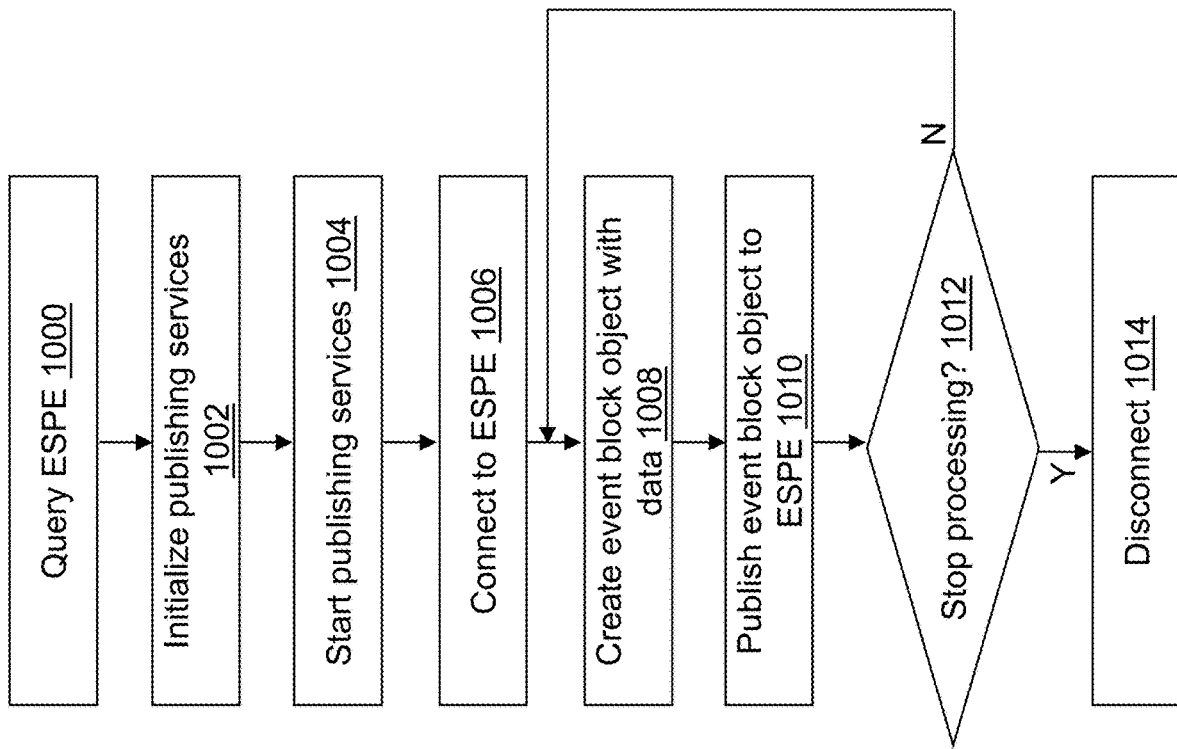 Query ESPE 1000
Initialize publishing services
1002
Start publishing services 1004
Connect to ESPE 1006
Create event block object with
data 1008
Publish event block object to
ESPE 1010
Stop processing? 1012
N
Y
Disconnect 1014